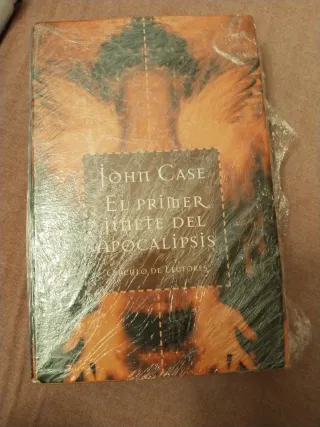 John Case
El primer
jinete del
apocalipsis
Círculo de Lectores